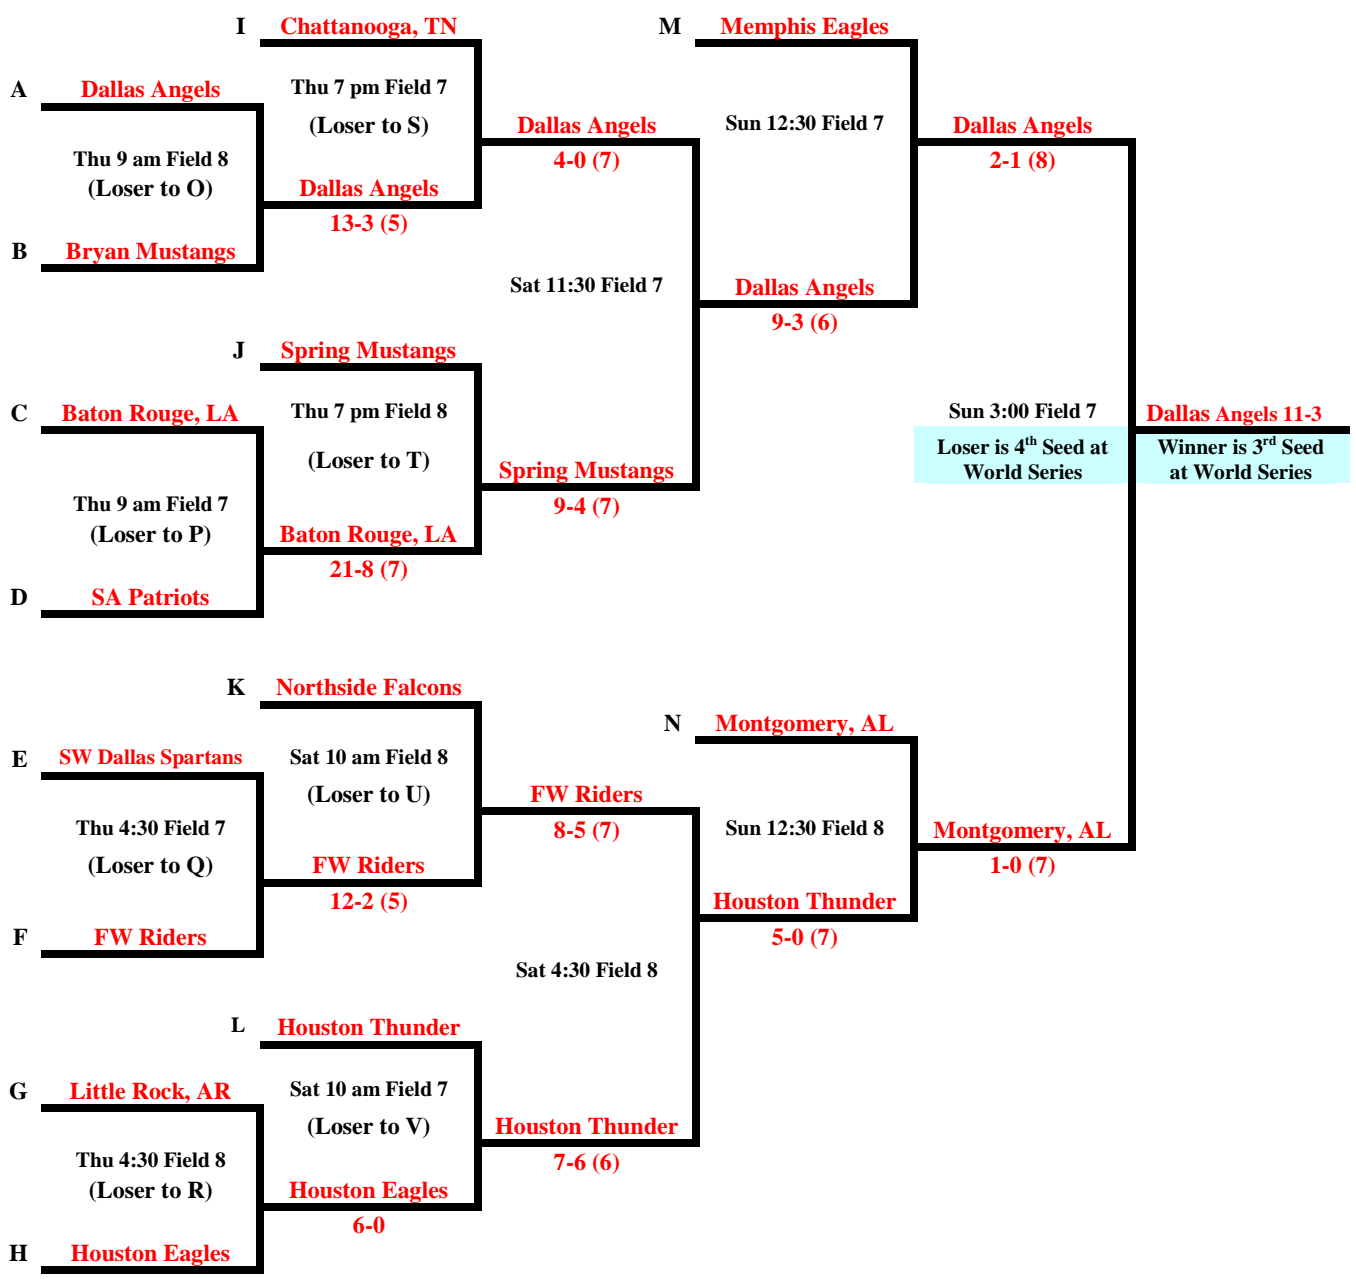 I Chattanooga, TN
M Memphis Eagles
A Dallas Angels
Thu 7 pm Field 7
(Loser to S)
Dallas Angels
4-0 (7)
Sun 12:30 Field 7
Dallas Angels
2-1 (8)
Thu 9 am Field 8
(Loser to O)
Dallas Angels
13-3 (5)
B Bryan Mustangs
Sat 11:30 Field 7
Dallas Angels
9-3 (6)
J Spring Mustangs
C Baton Rouge, LA
Thu 7 pm Field 8
(Loser to T)
Sun 3:00 Field 7
Dallas Angels 11-3
Loser is 4th Seed at
World Series
Winner is 3rd Seed
at World Series
Spring Mustangs
9-4 (7)
Thu 9 am Field 7
(Loser to P)
Baton Rouge, LA
21-8 (7)
D SA Patriots
K Northside Falcons
N Montgomery, AL
E SW Dallas Spartans
Sat 10 am Field 8
(Loser to U)
FW Riders
8-5 (7)
Thu 4:30 Field 7
(Loser to Q)
Sun 12:30 Field 8
Montgomery, AL
1-0 (7)
FW Riders
12-2 (5)
Houston Thunder
5-0 (7)
F FW Riders
Sat 4:30 Field 8
L Houston Thunder
G Little Rock, AR
Sat 10 am Field 7
(Loser to V)
Houston Thunder
7-6 (6)
Thu 4:30 Field 8
(Loser to R)
Houston Eagles
6-0
H Houston Eagles